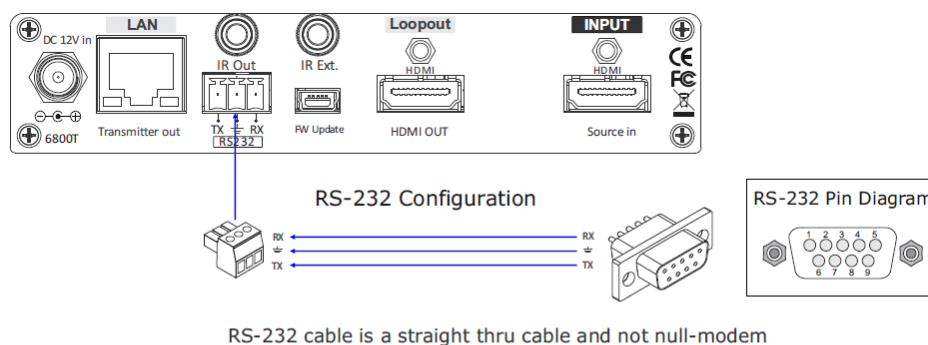 LAN
Loopout
INPUT
DC 12V in
IR Out
IR Ext.
HDMI
HDMI
CE
FC
6800T
Transmitter out
TX
RX
FW Update
HDMI OUT
Source in
RS232
RS-232 Configuration
RS-232 Pin Diagram
RX
RX
TX
TX
1 2 3 4 5
6 7 8 9
RS-232 cable is a straight thru cable and not null-modem